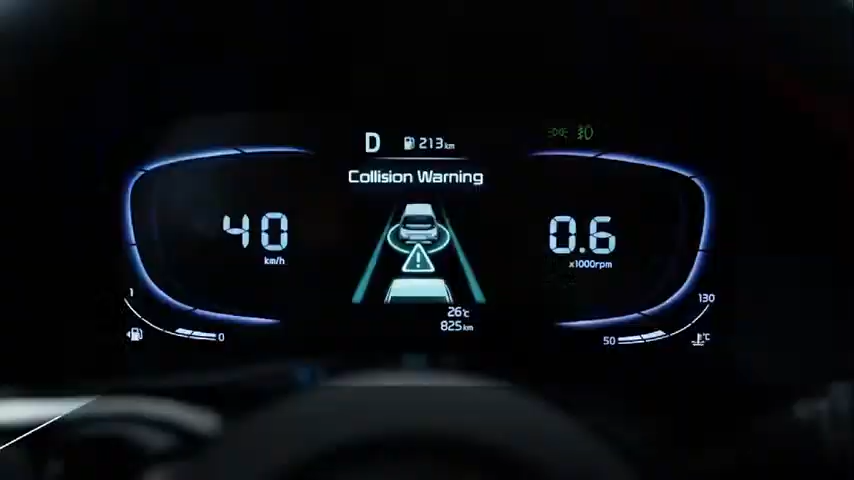 D 213km
Collision Warning
40
km/h
0.6
x1000rpm
1
0
26℃
825km
130
50
℃